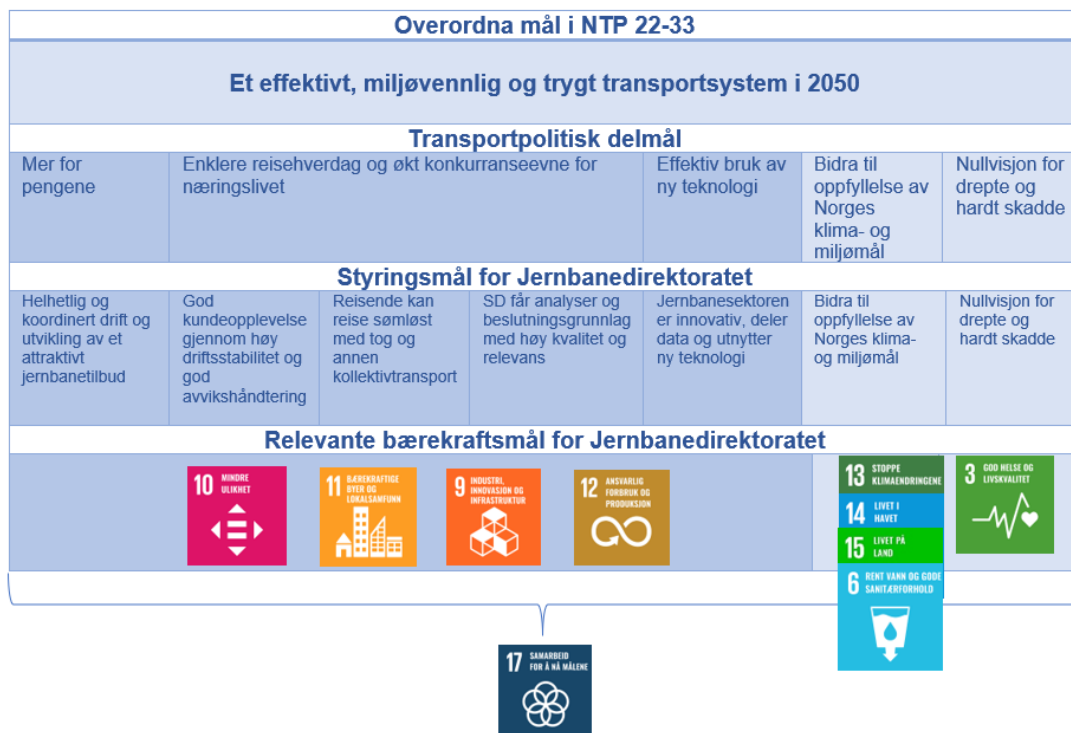 Overordna mål i NTP 22-33
Et effektivt, miljøvennlig og trygt transportsystem i 2050
Transportpolitisk delmål
Mer for
pengene
Enklere reisehverdag og økt konkurranseevne for
næringslivet
Effektiv bruk av
ny teknologi
Bidra til
oppfyllelse av
Norges
klima- og
miljømål
Nullvisjon for
drepte og
hardt skadde
Styringsmål for Jernbanedirektoratet
Helhetlig og
koordinert drift og
utvikling av et
attraktivt
jernbanetilbud
God
kundeopplevelse
gjennom høy
driftsstabilitet og
god
avvikshåndtering
Reisende kan
reise sømløst
med tog og
annen
kollektivtransport
SD får analyser og
beslutningsgrunnlag
med høy kvalitet og
relevans
Jernbanesektoren
er innovativ, deler
data og utnytter
ny teknologi
Bidra til
oppfyllelse av
Norges klima-
og miljømål
Nullvisjon for
drepte og
hardt skadde
Relevante bærekraftsmål for Jernbanedirektoratet
10 MINDRE
ULIKHET
11 BÆREKRAFTIGE
BYER OG
LOKALSAMFUNN
9 INDUSTRI,
INNOVASJON OG
INFRASTRUKTUR
12 ANSVARLIG
FORBRUK OG
PRODUKSJON
13 STOPPE
KLIMAENDRINGENE
14 LIVET I
HAVET
15 LIVET PÅ
LAND
6 RENT VANN OG GODE
SANITÆRFORHOLD
3 GOD HELSE OG
LIVSKVALITET
17 SAMARBEID
FOR Å NÅ MÅLENE